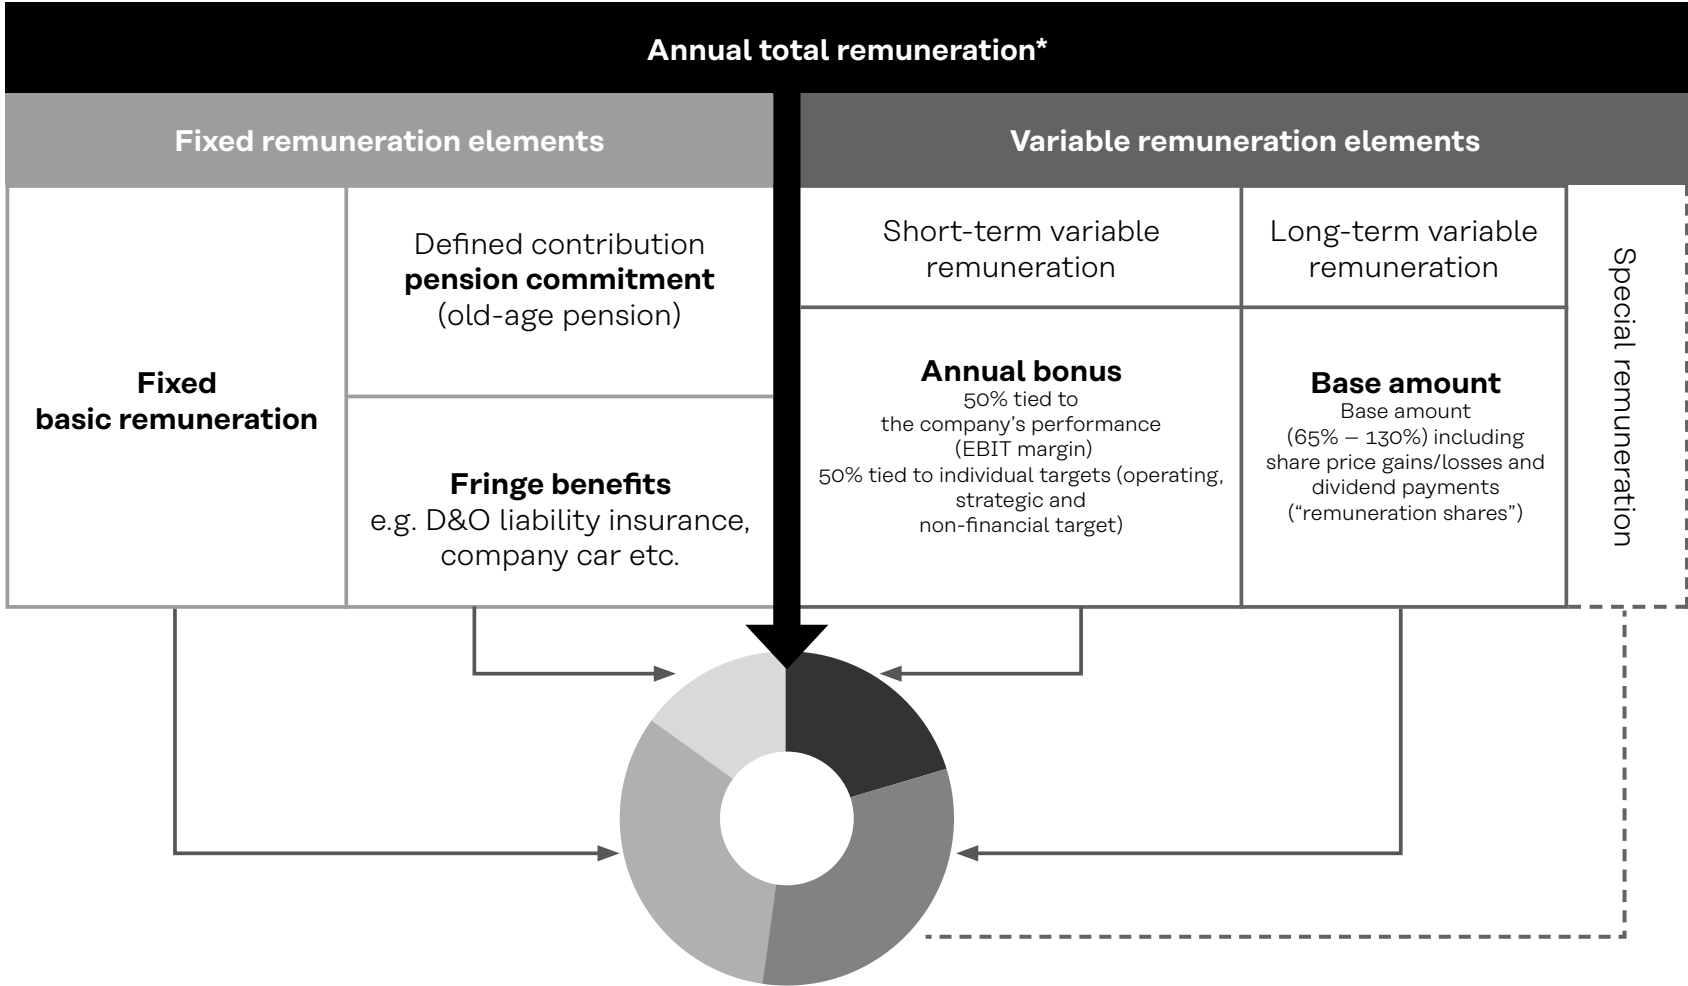 Annual total remuneration*
Fixed remuneration elements
Variable remuneration elements
Fixed
basic remuneration
Defined contribution
pension commitment
(old-age pension)
Fringe benefits
e.g. D&O liability insurance,
company car etc.
Short-term variable
remuneration
Annual bonus
50% tied to
the company’s performance
(EBIT margin)
50% tied to individual targets (operating,
strategic and
non-financial target)
Long-term variable
remuneration
Base amount
Base amount
(65% – 130%) including
share price gains/losses and
dividend payments
(“remuneration shares”)
Special remuneration